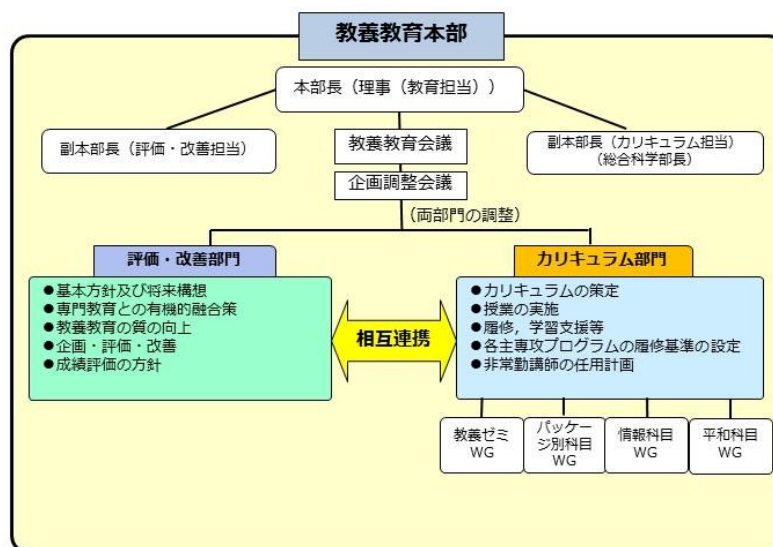 教養教育本部
本部長（理事（教育担当））
副本部長（評価・改善担当）
教養教育会議
副本部長（カリキュラム担当）
（総合科学部長）
企画調整会議
（両部門の調整）
評価・改善部門
カリキュラム部門
●基本方針及び将来構想
●専門教育との有機的融合策
●教養教育の質の向上
●企画・評価・改善
●成績評価の方針
相互連携
●カリキュラムの策定
●授業の実施
●履修，学習支援等
●各主専攻プログラムの履修基準の設定
●非常勤講師の任用計画
教養ゼミ
WG
パッケー
ジ別科目
WG
情報科目
WG
平和科目
WG